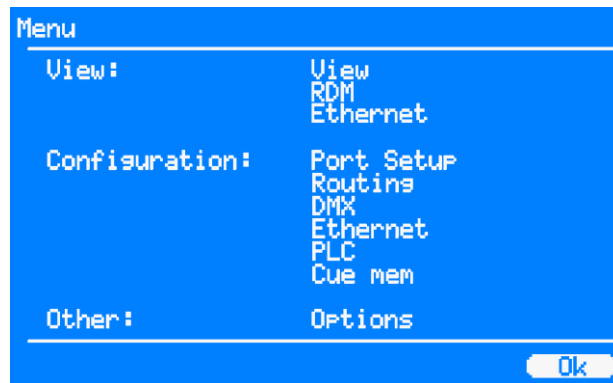 Menu
View: View
RDM
Ethernet
Configuration: Port Setup
Routing
DMX
Ethernet
PLC
Cue mem
Other: Options
Ok